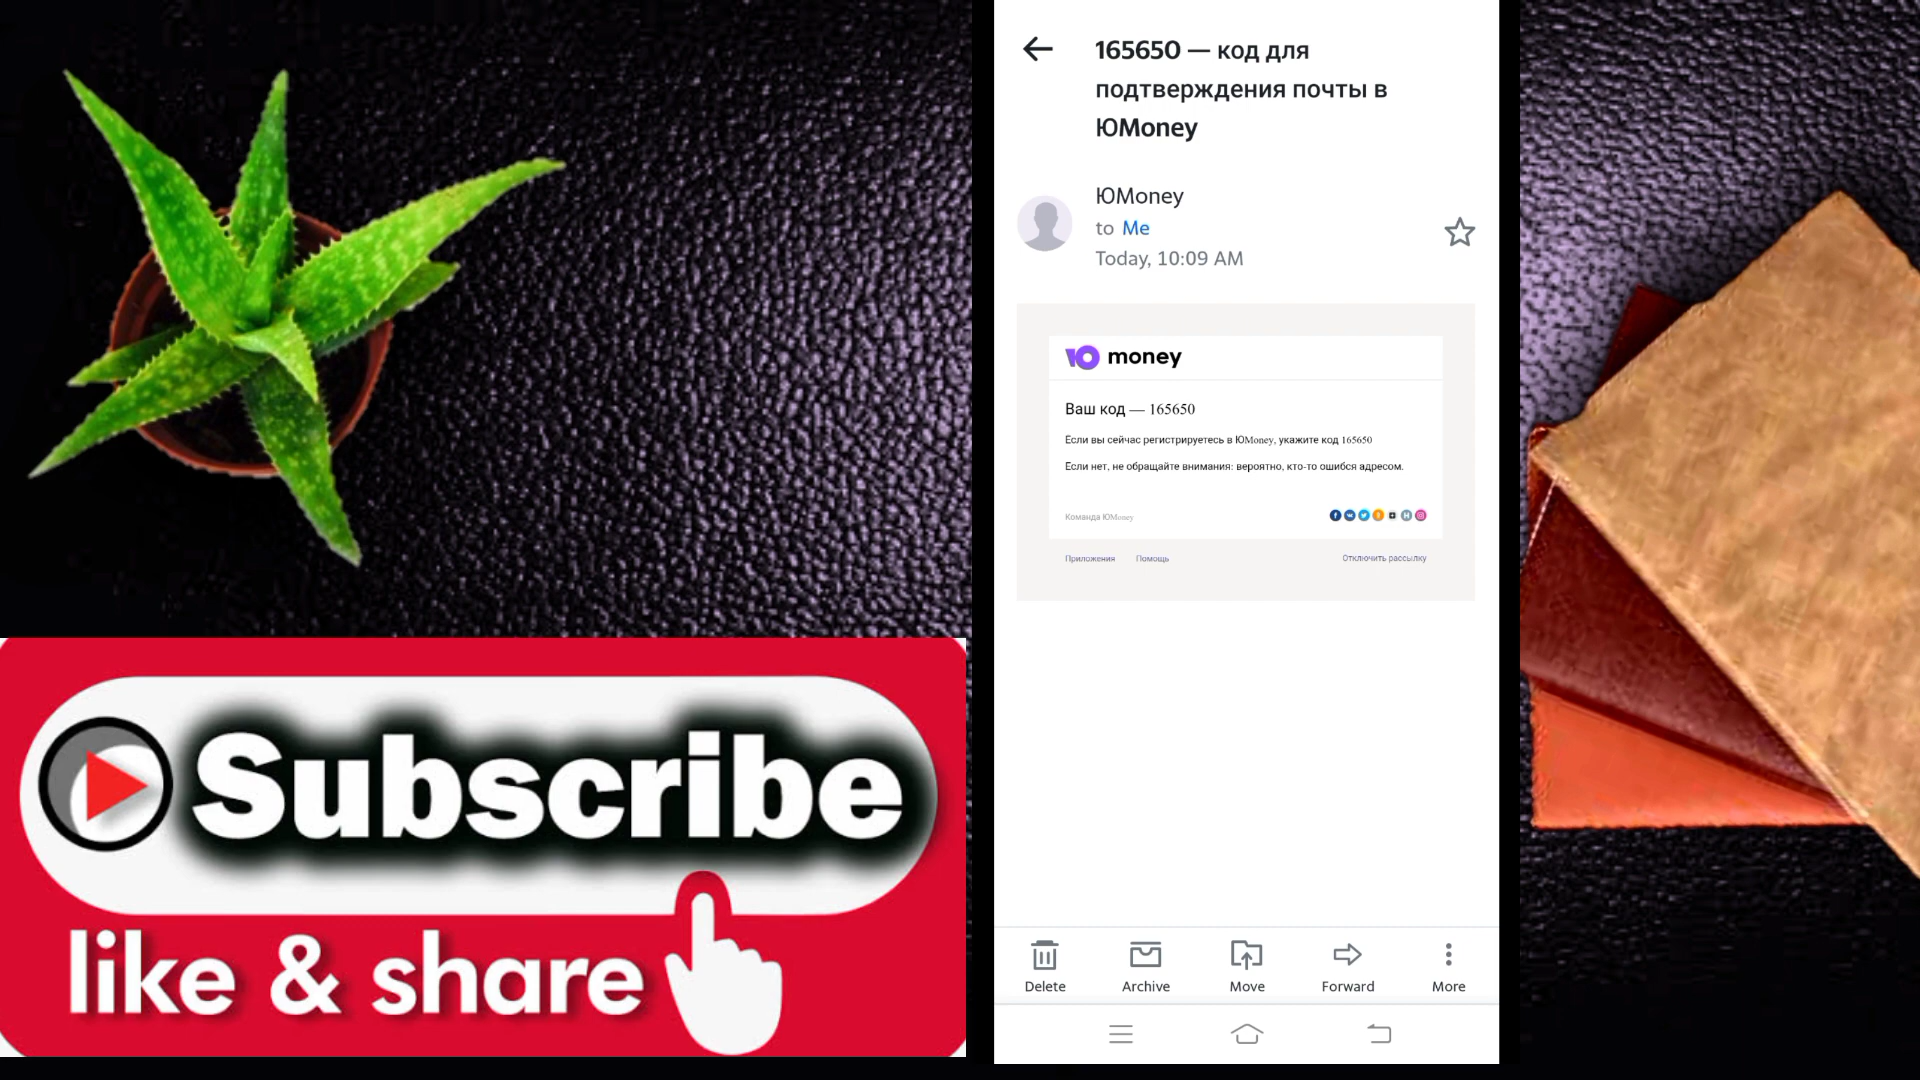 165650 — код для
подтверждения почты в
ЮMoney
ЮMoney
to Me
Today, 10:09 AM
Ю money
Ваш код — 165650
Если вы сейчас регистрируетесь в ЮMoney, укажите код 165650
Если нет, не обращайте внимания: вероятно, кто-то ошибся адресом.
Команда ЮMoney
Приложения Помощь Отключить рассылку
Delete Archive Move Forward More
Subscribe
like & share